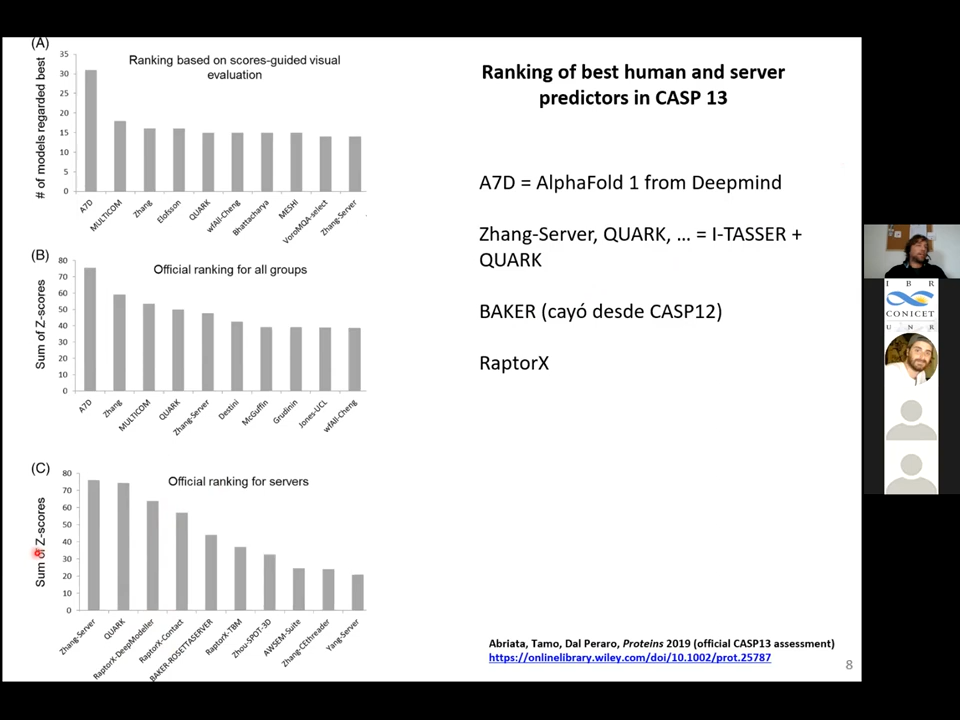 (A)
Ranking based on scores-guided visual
evaluation
# of models regarded best
35
30
25
20
15
10
5
0
A7D
MULTICOM
Zhang
Elofsson
QUARK
wfAll-Cheng
Bhattacharya
MESHI
VoroMQA-select
Zhang-Server
(B)
Official ranking for all groups
Sum of Z-scores
80
70
60
50
40
30
20
10
0
A7D
Zhang
MULTICOM
QUARK
Zhang-Server
Destini
McGuffin
Grudinin
Jones-UCL
wfAll-Cheng
(C)
Official ranking for servers
Sum of Z-scores
80
70
60
50
40
30
20
10
0
Zhang-Server
QUARK
RaptorX-DeepModeller
RaptorX-Contact
BAKER-ROSETTASERVER
RaptorX-TBM
Zhou-SPOT-3D
AWSEM-Suite
Zhang-CEthreader
Yang-Server
Ranking of best human and server
predictors in CASP 13
A7D = AlphaFold 1 from Deepmind
Zhang-Server, QUARK, … = I-TASSER +
QUARK
BAKER (cayó desde CASP12)
RaptorX
Abriata, Tamo, Dal Peraro, Proteins 2019 (official CASP13 assessment)
https://onlinelibrary.wiley.com/doi/10.1002/prot.25787
8
I B R
CONICET
U N R